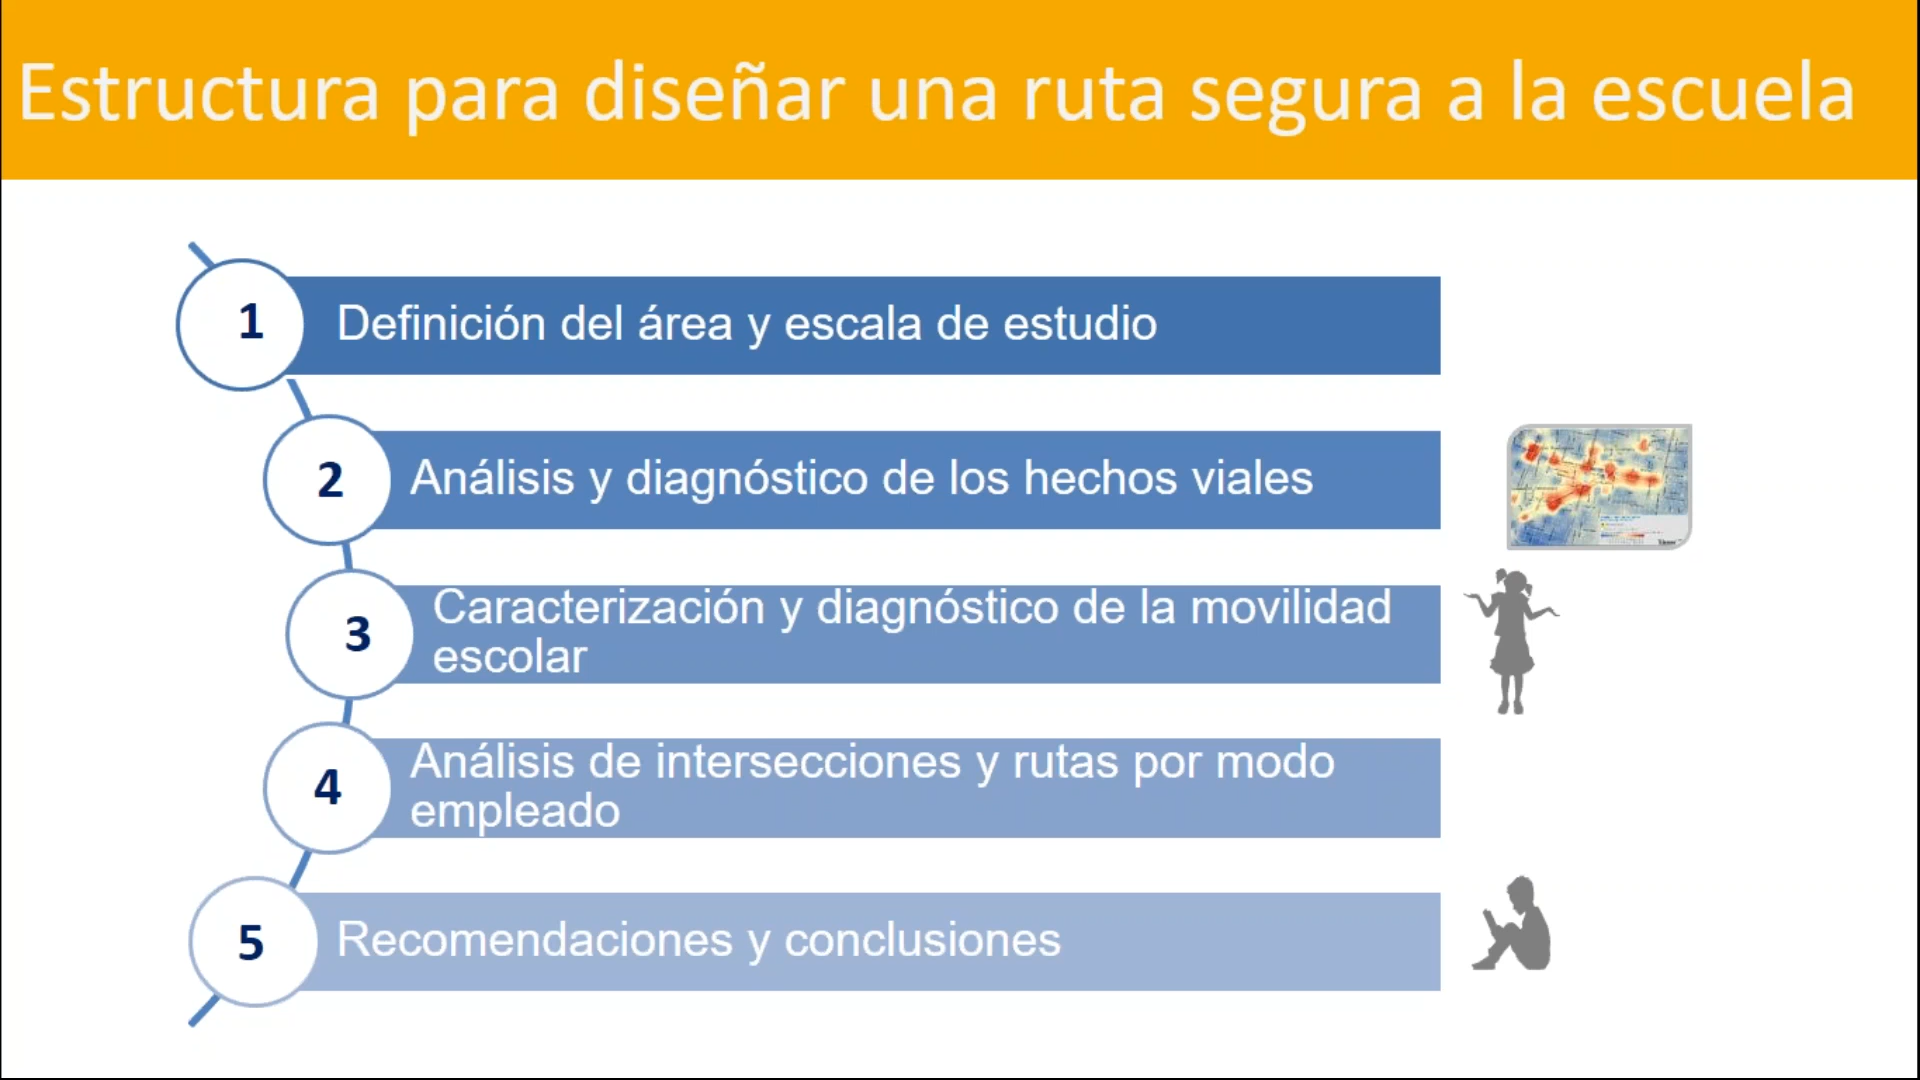 Estructura para diseñar una ruta segura a la escuela
1
Definición del área y escala de estudio
2
Análisis y diagnóstico de los hechos viales
3
Caracterización y diagnóstico de la movilidad
escolar
4
Análisis de intersecciones y rutas por modo
empleado
5
Recomendaciones y conclusiones